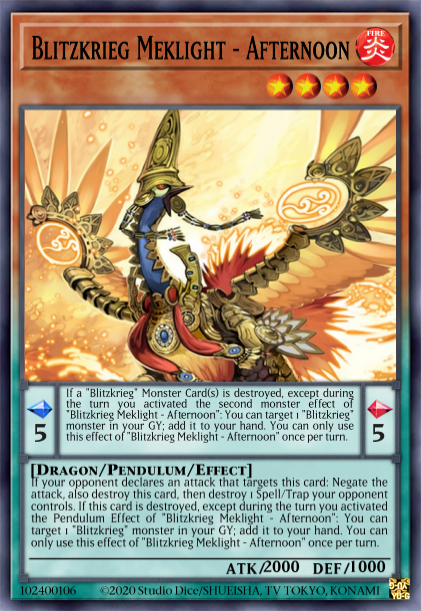 Blitzkrieg Meklight - Afternoon
FIRE
炎
If a "Blitzkrieg" Monster Card(s) is destroyed, except during
the turn you activated the second monster effect of
"Blitzkrieg Meklight - Afternoon": You can target 1 "Blitzkrieg"
monster in your GY; add it to your hand. You can only use
this effect of "Blitzkrieg Meklight - Afternoon" once per turn.
5
5
[Dragon/Pendulum/Effect]
If your opponent declares an attack that targets this card: Negate the
attack, also destroy this card, then destroy 1 Spell/Trap your opponent
controls. If this card is destroyed, except during the turn you activated
the Pendulum Effect of "Blitzkrieg Meklight - Afternoon": You can
target 1 "Blitzkrieg" monster in your GY; add it to your hand. You can
only use this effect of "Blitzkrieg Meklight - Afternoon" once per turn.
ATK/2000 DEF/1000
102400106 ©2020 Studio Dice/SHUEISHA, TV TOKYO, KONAMI